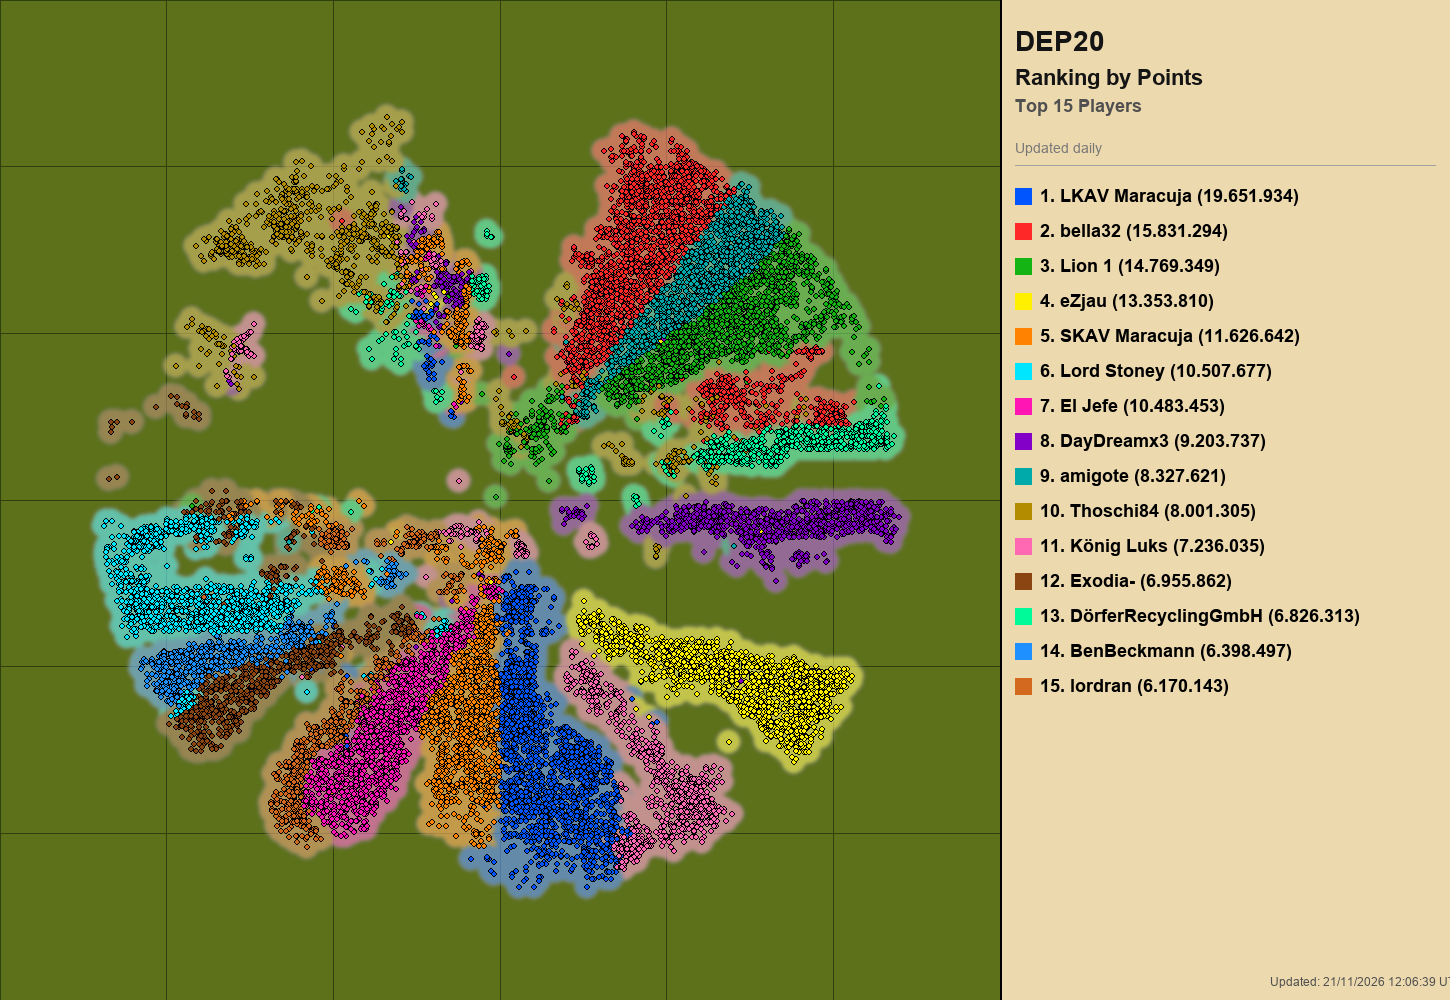 DEP20
Ranking by Points
Top 15 Players
Updated daily
1. LKAV Maracuja (19.651.934)
2. bella32 (15.831.294)
3. Lion 1 (14.769.349)
4. eZjau (13.353.810)
5. SKAV Maracuja (11.626.642)
6. Lord Stoney (10.507.677)
7. El Jefe (10.483.453)
8. DayDreamx3 (9.203.737)
9. amigote (8.327.621)
10. Thoschi84 (8.001.305)
11. König Luks (7.236.035)
12. Exodia- (6.955.862)
13. DörferRecyclingGmbH (6.826.313)
14. BenBeckmann (6.398.497)
15. lordran (6.170.143)
Updated: 21/11/2026 12:06:39 U